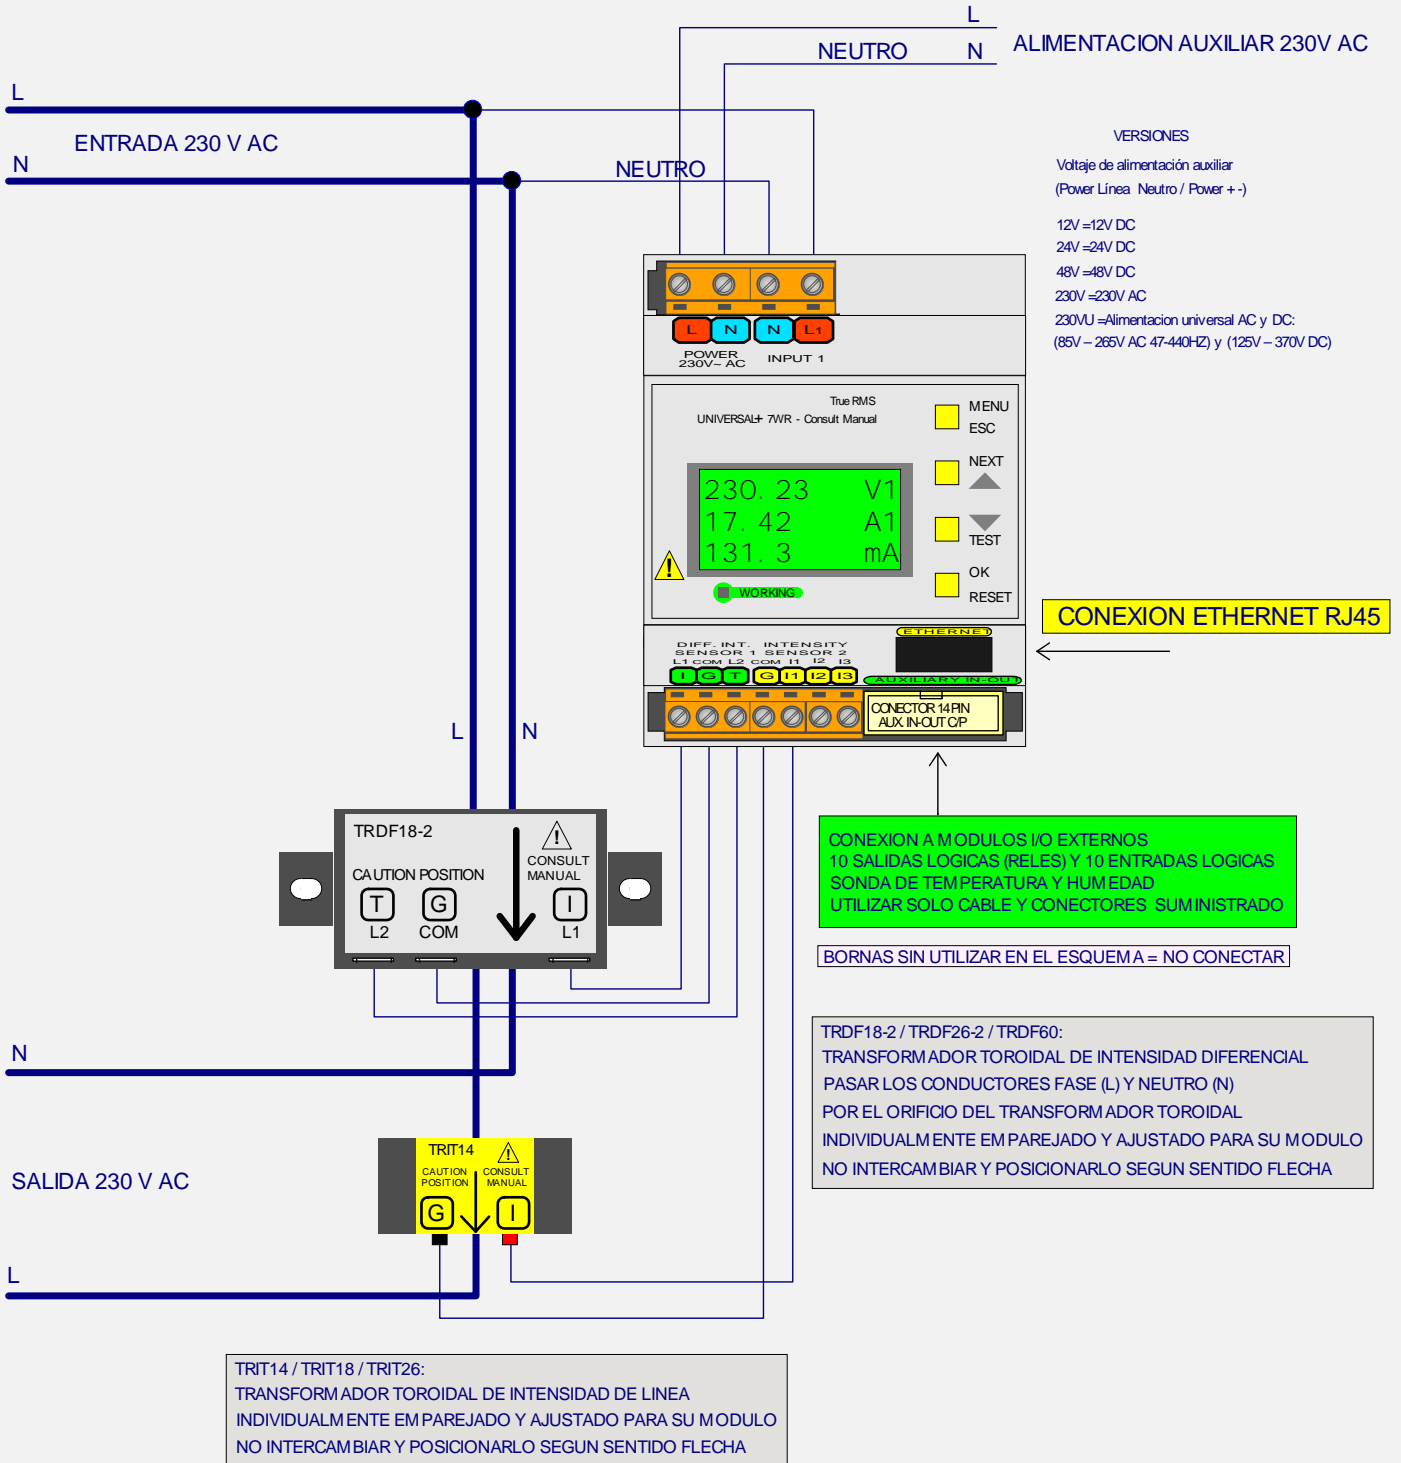 L
NEUTRO N ALIMENTACION AUXILIAR 230V AC
L
ENTRADA 230 V AC
N
NEUTRO
VERSIONES
Voltaje de alimentación auxiliar
(Power Línea Neutro / Power + -)
12V =12V DC
24V =24V DC
48V =48V DC
230V =230V AC
230VU =Alimentacion universal AC y DC:
(85V – 265V AC 47-440HZ) y (125V – 370V DC)
L N N L1
POWER
230V~ AC
INPUT 1
True RMS
UNIVERSAL+ 7WR - Consult Manual
MENU
ESC
NEXT
TEST
OK
RESET
230.23 V1
17.42 A1
131.3 mA
WORKING
CONEXION ETHERNET RJ45
ETHERNET
DIFF. INT. INTENSITY
SENSOR 1 SENSOR 2
L1 COM L2 COM I1 I2 I3
I G T G I1 I2 I3
AUXILIARY IN-OUT
CONECTOR 14 PIN
AUX. IN-OUT C/P
L N
TRDF18-2
CONSULT
MANUAL
CAUTION POSITION
T G I
L2 COM L1
CONEXION A MODULOS I/O EXTERNOS
10 SALIDAS LOGICAS (RELES) Y 10 ENTRADAS LOGICAS
SONDA DE TEMPERATURA Y HUMEDAD
UTILIZAR SOLO CABLE Y CONECTORES SUMINISTRADO
BORNAS SIN UTILIZAR EN EL ESQUEMA = NO CONECTAR
TRDF18-2 / TRDF26-2 / TRDF60:
TRANSFORMADOR TOROIDAL DE INTENSIDAD DIFERENCIAL
PASAR LOS CONDUCTORES FASE (L) Y NEUTRO (N)
POR EL ORIFICIO DEL TRANSFORMADOR TOROIDAL
INDIVIDUALMENTE EMPAREJADO Y AJUSTADO PARA SU MODULO
NO INTERCAMBIAR Y POSICIONARLO SEGUN SENTIDO FLECHA
N
SALIDA 230 V AC
L
TRIT14
CAUTION
POSITION
CONSULT
MANUAL
G I
TRIT14 / TRIT18 / TRIT26:
TRANSFORMADOR TOROIDAL DE INTENSIDAD DE LINEA
INDIVIDUALMENTE EMPAREJADO Y AJUSTADO PARA SU MODULO
NO INTERCAMBIAR Y POSICIONARLO SEGUN SENTIDO FLECHA